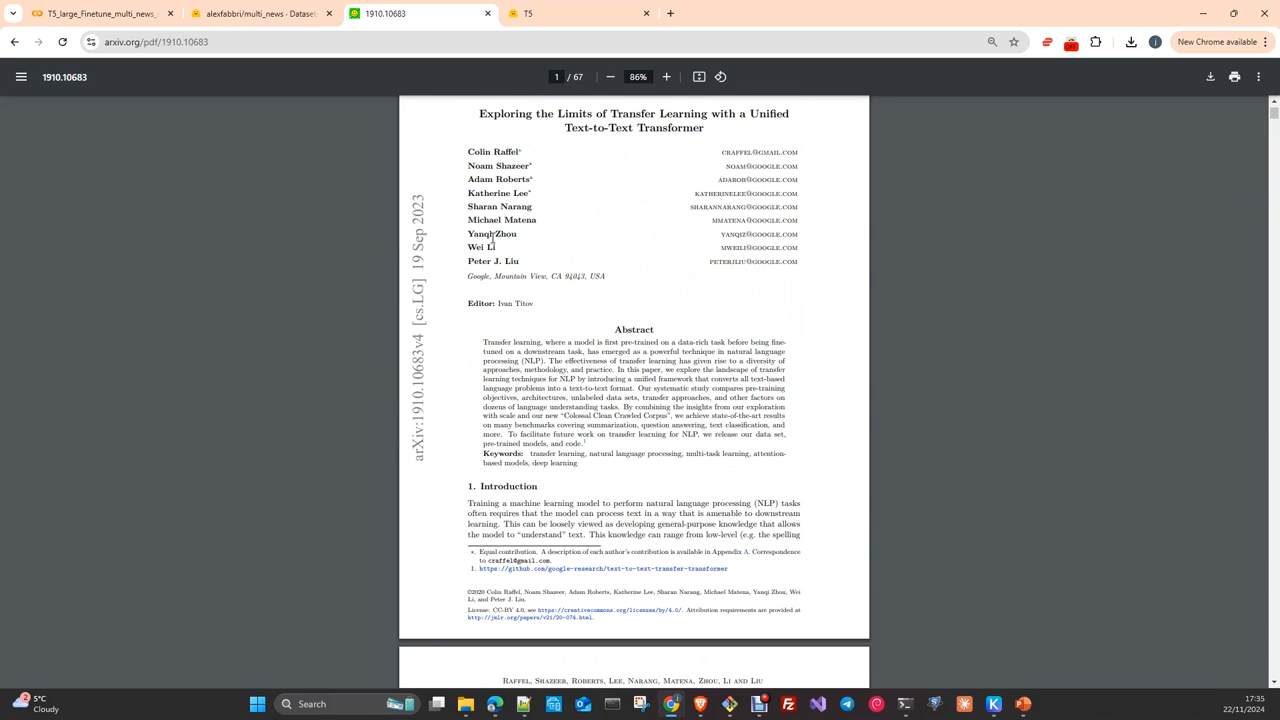 T5_large_Finetune_multi_news_
alexfabbri/multi_news · Dataset
1910.10683
T5
arxiv.org/pdf/1910.10683
OFF
New Chrome available
1910.10683
1 / 67
86%
Exploring the Limits of Transfer Learning with a Unified
Text-to-Text Transformer
Colin Raffel* CRAFFEL@GMAIL.COM
Noam Shazeer* NOAM@GOOGLE.COM
Adam Roberts* ADAROB@GOOGLE.COM
Katherine Lee* KATHERINELEE@GOOGLE.COM
Sharan Narang SHARANNARANG@GOOGLE.COM
Michael Matena MMATENA@GOOGLE.COM
Yanqi Zhou YANQIZ@GOOGLE.COM
Wei Li MWEILI@GOOGLE.COM
Peter J. Liu PETERJLIU@GOOGLE.COM
Google, Mountain View, CA 94043, USA
Editor: Ivan Titov
arXiv:1910.10683v4 [cs.LG] 19 Sep 2023
Abstract
Transfer learning, where a model is first pre-trained on a data-rich task before being fine-
tuned on a downstream task, has emerged as a powerful technique in natural language
processing (NLP). The effectiveness of transfer learning has given rise to a diversity of
approaches, methodology, and practice. In this paper, we explore the landscape of transfer
learning techniques for NLP by introducing a unified framework that converts all text-based
language problems into a text-to-text format. Our systematic study compares pre-training
objectives, architectures, unlabeled data sets, transfer approaches, and other factors on
dozens of language understanding tasks. By combining the insights from our exploration
with scale and our new “Colossal Clean Crawled Corpus”, we achieve state-of-the-art results
on many benchmarks covering summarization, question answering, text classification, and
more. To facilitate future work on transfer learning for NLP, we release our data set,
pre-trained models, and code.1
Keywords: transfer learning, natural language processing, multi-task learning, attention-
based models, deep learning
1. Introduction
Training a machine learning model to perform natural language processing (NLP) tasks
often requires that the model can process text in a way that is amenable to downstream
learning. This can be loosely viewed as developing general-purpose knowledge that allows
the model to “understand” text. This knowledge can range from low-level (e.g. the spelling
*. Equal contribution. A description of each author's contribution is available in Appendix A. Correspondence
to craffel@gmail.com.
1. https://github.com/google-research/text-to-text-transfer-transformer
©2020 Colin Raffel, Noam Shazeer, Adam Roberts, Katherine Lee, Sharan Narang, Michael Matena, Yanqi Zhou, Wei
Li, and Peter J. Liu.
License: CC-BY 4.0, see https://creativecommons.org/licenses/by/4.0/. Attribution requirements are provided at
http://jmlr.org/papers/v21/20-074.html.
RAFFEL, SHAZEER, ROBERTS, LEE, NARANG, MATENA, ZHOU, LI AND LIU
5°C
Cloudy
Search
17:35
22/11/2024